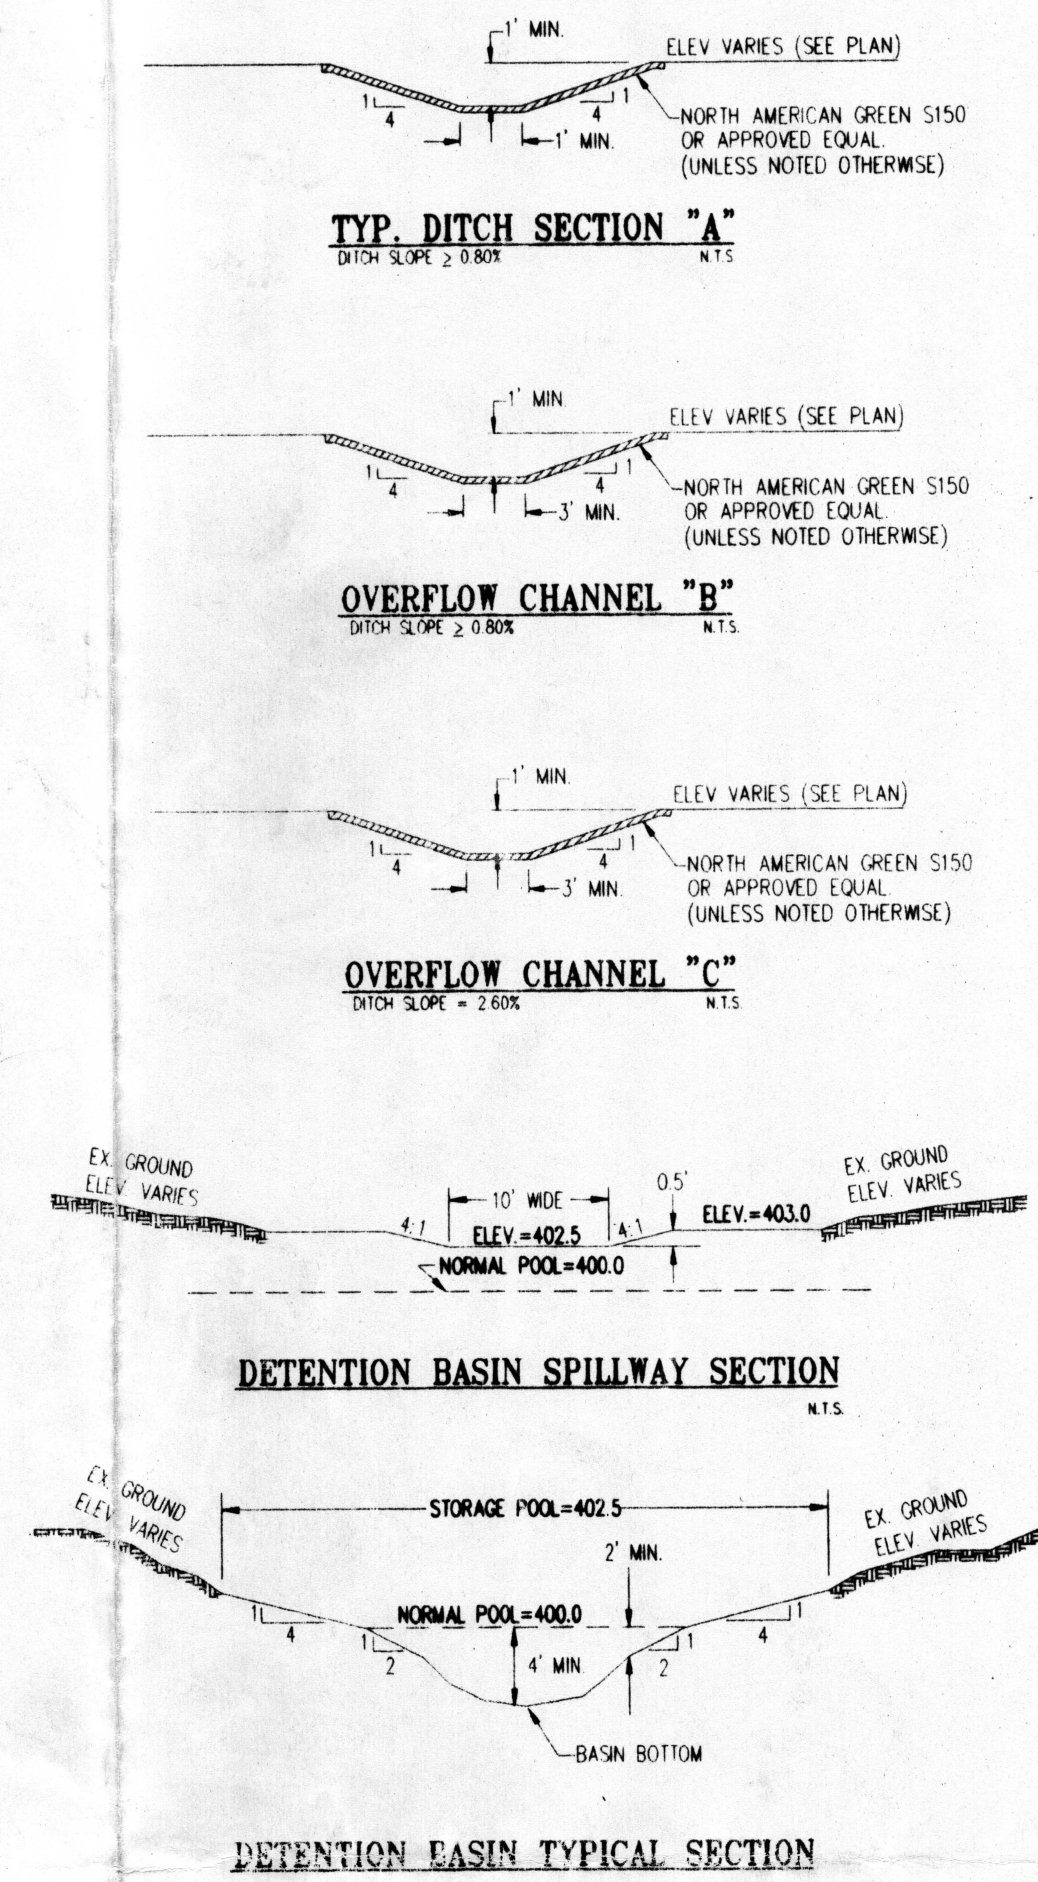 1' MIN.
ELEV VARIES (SEE PLAN)
1
4
4
1
NORTH AMERICAN GREEN S150
OR APPROVED EQUAL.
(UNLESS NOTED OTHERWISE)
1' MIN.
TYP. DITCH SECTION "A"
DITCH SLOPE ≥ 0.80%
N.T.S
1' MIN.
ELEV VARIES (SEE PLAN)
1
4
4
1
NORTH AMERICAN GREEN S150
OR APPROVED EQUAL.
(UNLESS NOTED OTHERWISE)
3' MIN.
OVERFLOW CHANNEL "B"
DITCH SLOPE ≥ 0.80%
N.T.S.
1' MIN.
ELEV VARIES (SEE PLAN)
1
4
4
1
NORTH AMERICAN GREEN S150
OR APPROVED EQUAL
(UNLESS NOTED OTHERWISE)
3' MIN.
OVERFLOW CHANNEL "C"
DITCH SLOPE = 2.60%
N.T.S.
EX. GROUND
ELEV. VARIES
EX. GROUND
ELEV. VARIES
10' WIDE
0.5'
4:1
ELEV.=402.5
4:1
ELEV.=403.0
NORMAL POOL=400.0
DETENTION BASIN SPILLWAY SECTION
N.T.S.
EX. GROUND
ELEV VARIES
STORAGE POOL=402.5
EX. GROUND
ELEV. VARIES
2' MIN.
1
4
NORMAL POOL=400.0
1
4
1
2
4' MIN.
1
2
BASIN BOTTOM
DETENTION BASIN TYPICAL SECTION